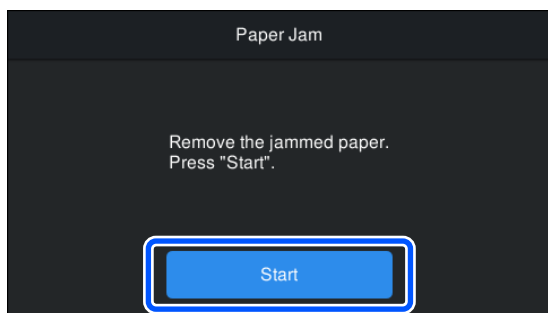 Paper Jam
Remove the jammed paper.
Press "Start".
Start